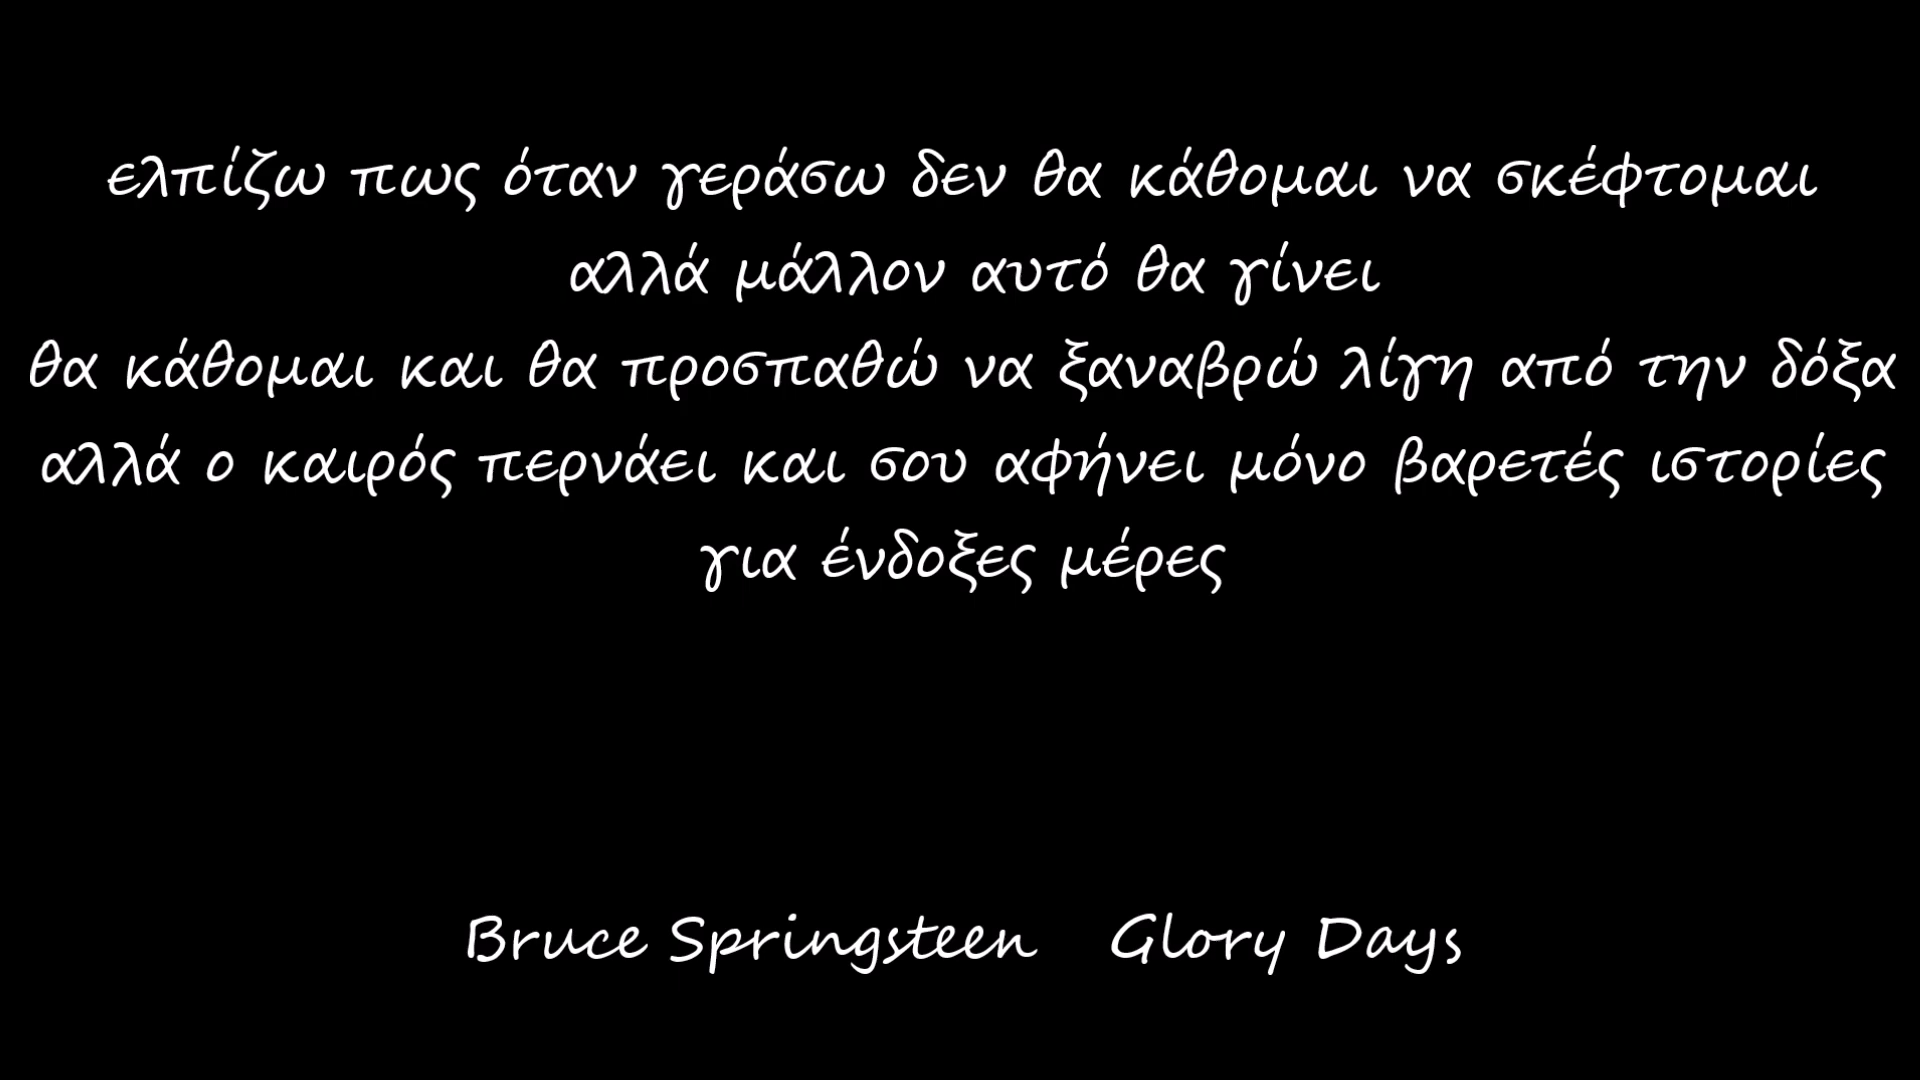 ελπίζω πως όταν γεράσω δεν θα κάθομαι να σκέφτομαι
αλλά μάλλον αυτό θα γίνει
θα κάθομαι και θα προσπαθώ να ξαναβρώ λίγη από την δόξα
αλλά ο καιρός περνάει και σου αφήνει μόνο βαρετές ιστορίες
για ένδοξες μέρες
Bruce Springsteen Glory Days